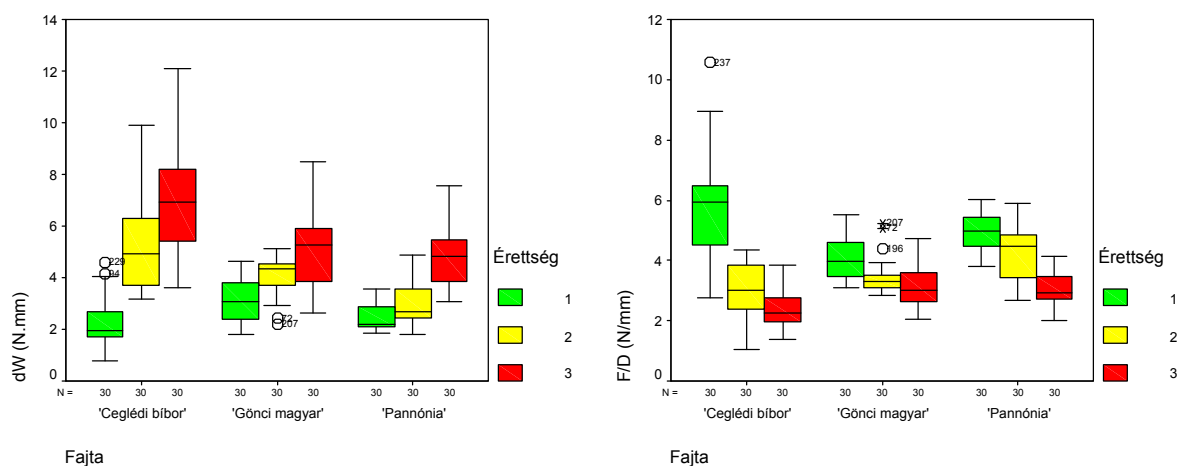 14
12
10
8
6
4
2
0
dW (N.mm)
229
94
72
207
N = 30 30 30 30 30 30 30 30 30
'Ceglédi bíbor' 'Gönci magyar' 'Pannónia'
Fajta
Érettség
1
2
3
12
10
8
6
4
2
0
F/D (N/mm)
237
207
72
196
N = 30 30 30 30 30 30 30 30 30
'Ceglédi bíbor' 'Gönci magyar' 'Pannónia'
Fajta
Érettség
1
2
3